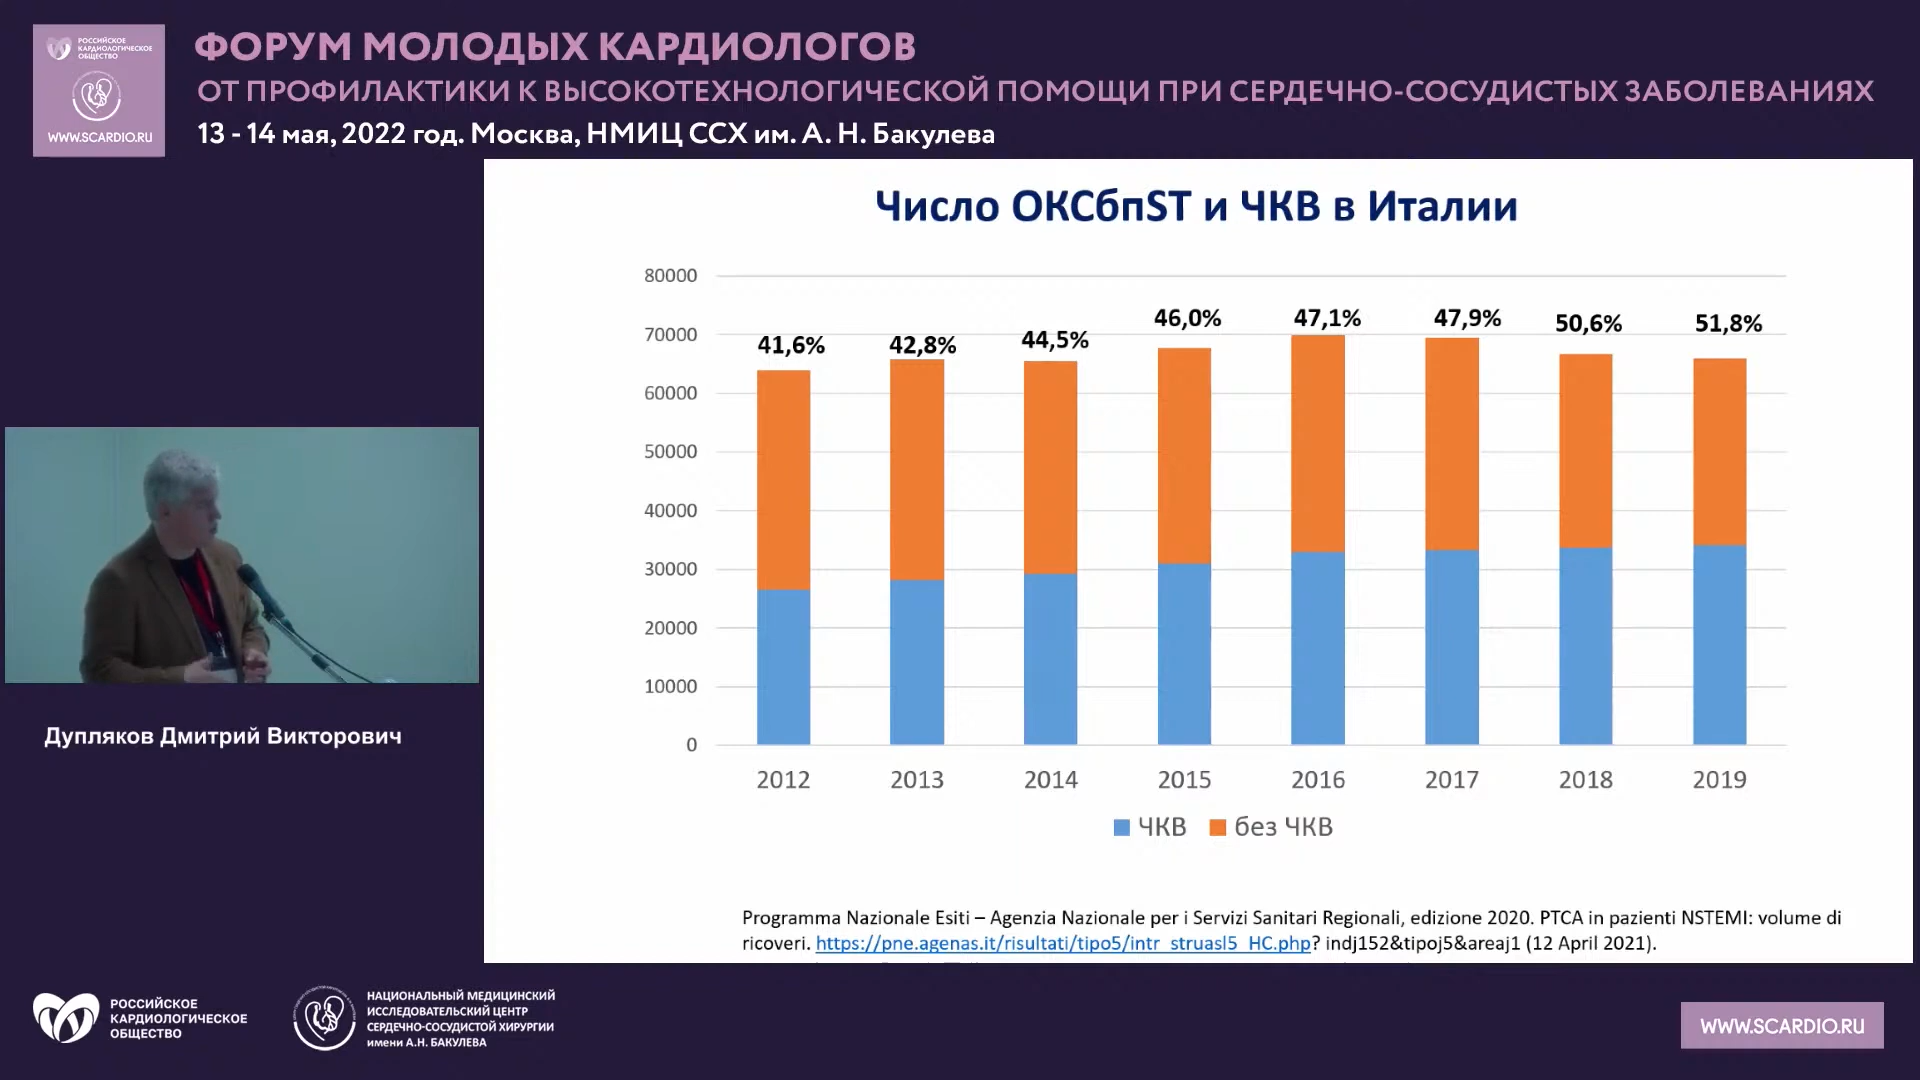 РОССИЙСКОЕ
КАРДИОЛОГИЧЕСКОЕ
ОБЩЕСТВО
WWW.SCARDIO.RU
ФОРУМ МОЛОДЫХ КАРДИОЛОГОВ
ОТ ПРОФИЛАКТИКИ К ВЫСОКОТЕХНОЛОГИЧЕСКОЙ ПОМОЩИ ПРИ СЕРДЕЧНО-СОСУДИСТЫХ ЗАБОЛЕВАНИЯХ
13 - 14 мая, 2022 год. Москва, НМИЦ ССХ им. А. Н. Бакулева
Число ОКСбпST и ЧКВ в Италии
80000
70000
60000
50000
40000
30000
20000
10000
0
41,6%
42,8%
44,5%
46,0%
47,1%
47,9%
50,6%
51,8%
2012 2013 2014 2015 2016 2017 2018 2019
ЧКВ без ЧКВ
Programma Nazionale Esiti – Agenzia Nazionale per i Servizi Sanitari Regionali, edizione 2020. PTCA in pazienti NSTEMI: volume di
ricoveri. https://pne.agenas.it/risultati/tipo5/intr_struasl5_HC.php? indj152&tipoj5&areaj1 (12 April 2021).
Дупляков Дмитрий Викторович
РОССИЙСКОЕ
КАРДИОЛОГИЧЕСКОЕ
ОБЩЕСТВО
НАЦИОНАЛЬНЫЙ МЕДИЦИНСКИЙ
ИССЛЕДОВАТЕЛЬСКИЙ ЦЕНТР
СЕРДЕЧНО-СОСУДИСТОЙ ХИРУРГИИ
имени А.Н. БАКУЛЕВА
WWW.SCARDIO.RU